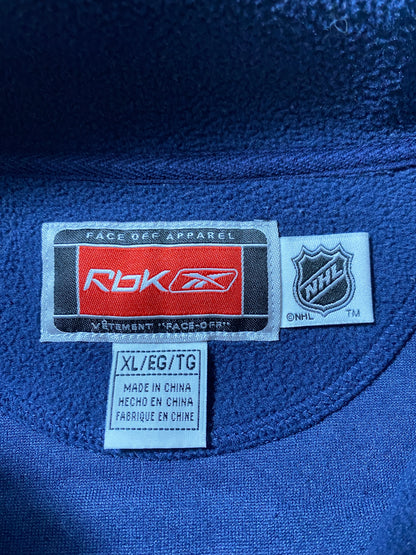 FACE OFF APPAREL
RbK
VÊTEMENT "FACE-OFF"
NHL
©NHL TM
XL/EG/TG
MADE IN CHINA
HECHO EN CHINA
FABRIQUE EN CHINE